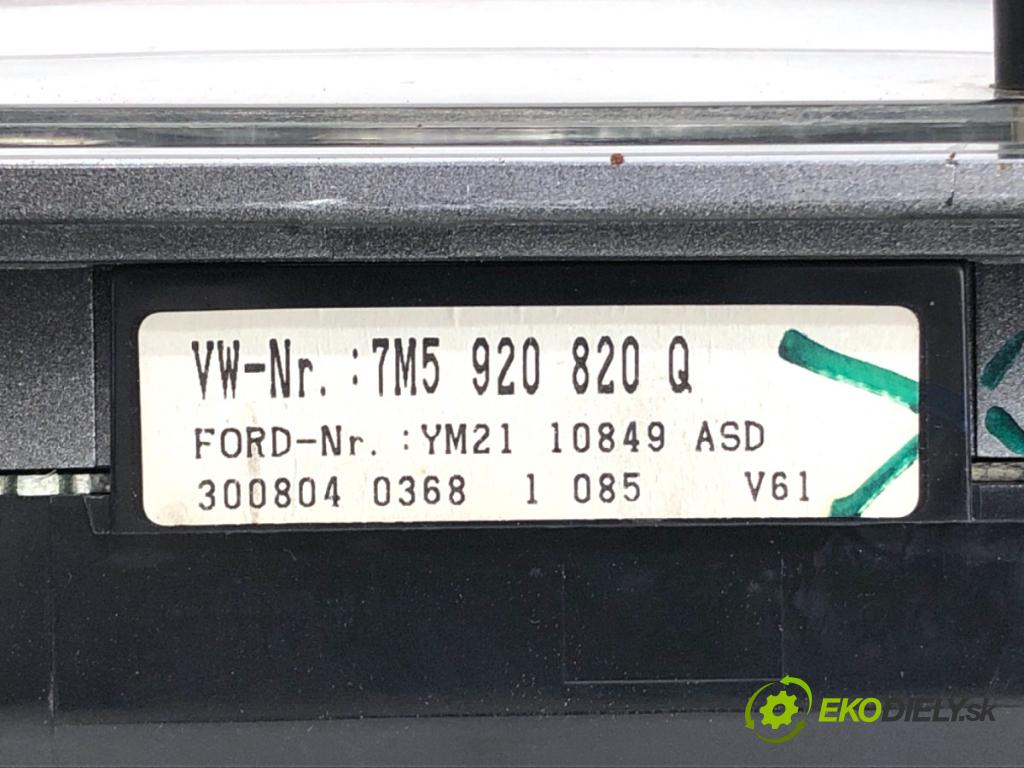 VW-Nr. :7M5 920 820 Q
FORD-Nr. :YM21 10849 ASD
300804 0368 1 085 V61
EKODIELY.sk